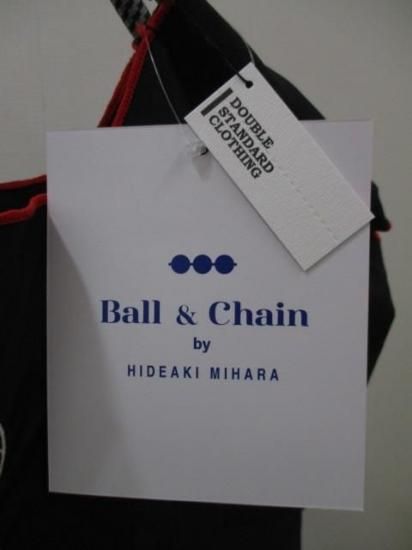 DOUBLE
STANDARD
CLOTHING
Ball & Chain
by
HIDEAKI MIHARA